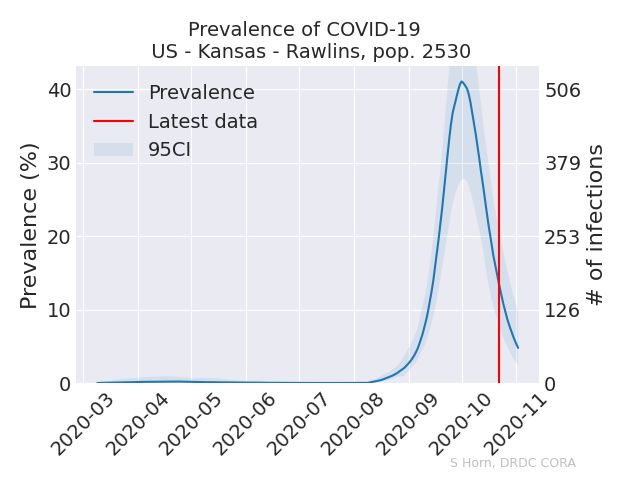 Prevalence of COVID-19
US - Kansas - Rawlins, pop. 2530
Prevalence
Latest data
95CI
Prevalence (%)
40
30
20
10
0
# of infections
506
379
253
126
0
2020-03
2020-04
2020-05
2020-06
2020-07
2020-08
2020-09
2020-10
2020-11
S Horn, DRDC CORA